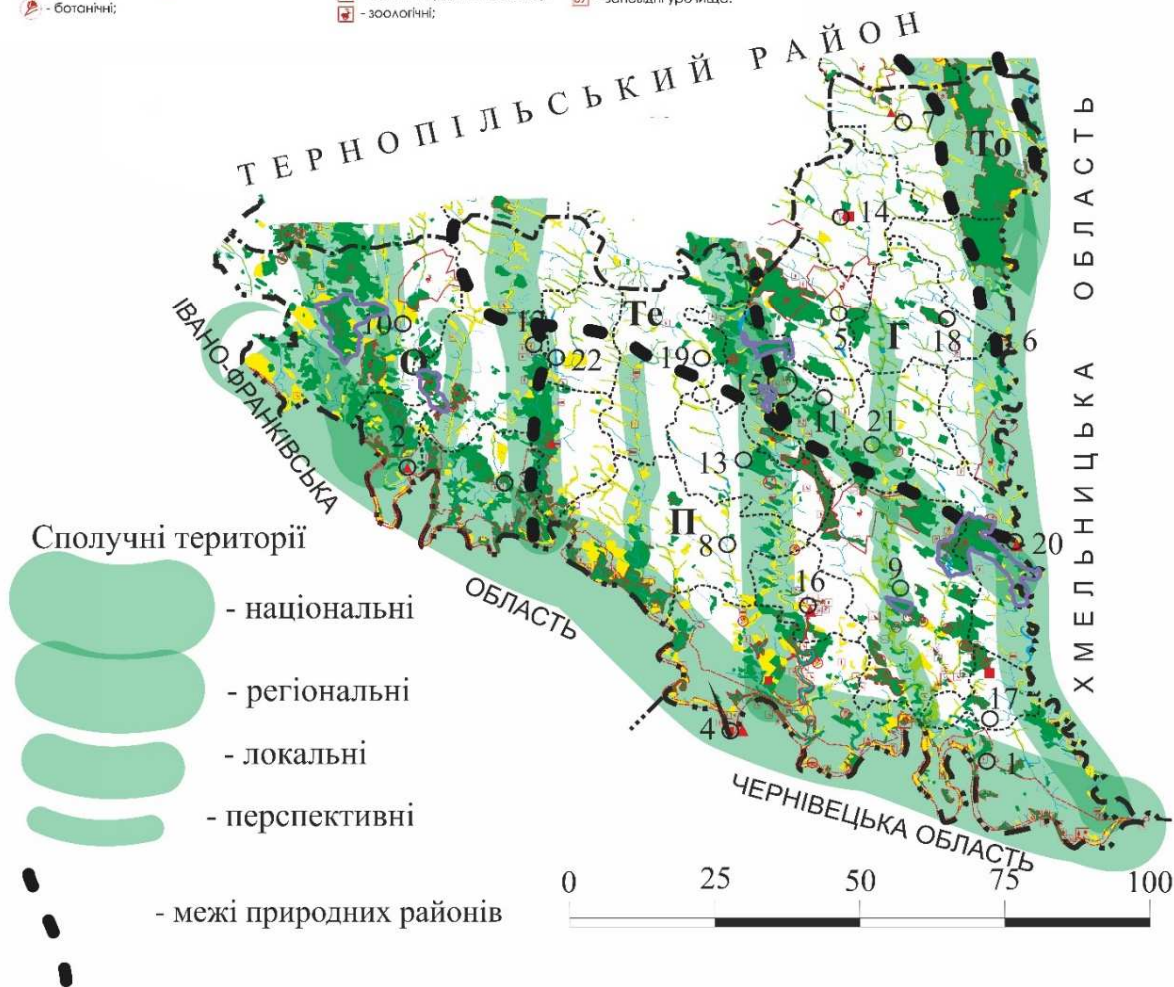 - ботанічні;
- зоологічні;
ТЕРНОПІЛЬСЬКИЙ РАЙОН
ХМЕЛЬНИЦЬКА ОБЛАСТЬ
ІВАНО-ФРАНКІВСЬКА
ОБЛАСТЬ
ЧЕРНІВЕЦЬКА ОБЛАСТЬ
То
7
14
Те
10
12
5
Г
18
6
О
22
19
15
11
21
2
3
13
П
8
20
9
16
17
4
1
Сполучні території
- національні
- регіональні
- локальні
- перспективні
- межі природних районів
0 25 50 75 100